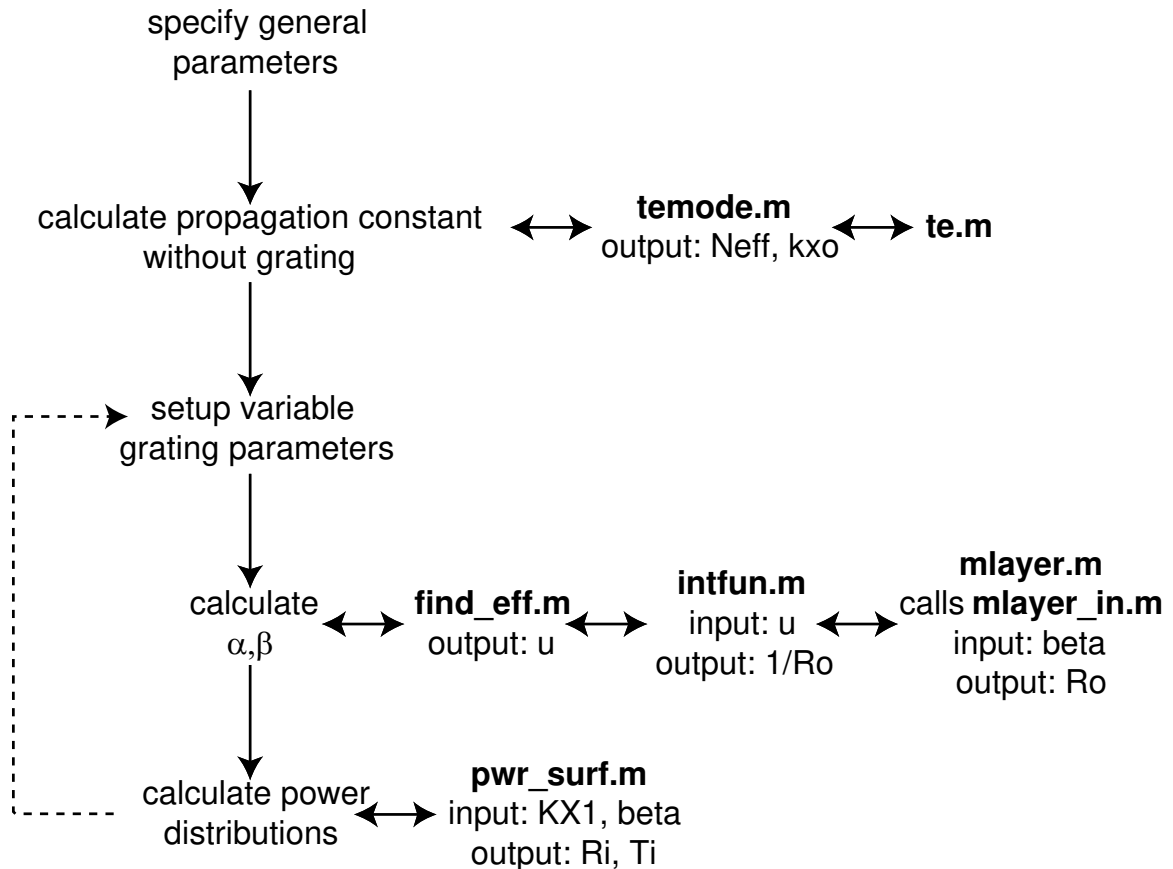 specify general
parameters
calculate propagation constant
without grating
temode.m
output: Neff, kxo
te.m
setup variable
grating parameters
calculate
α,β
find_eff.m
output: u
intfun.m
input: u
output: 1/Ro
mlayer.m
calls mlayer_in.m
input: beta
output: Ro
calculate power
distributions
pwr_surf.m
input: KX1, beta
output: Ri, Ti